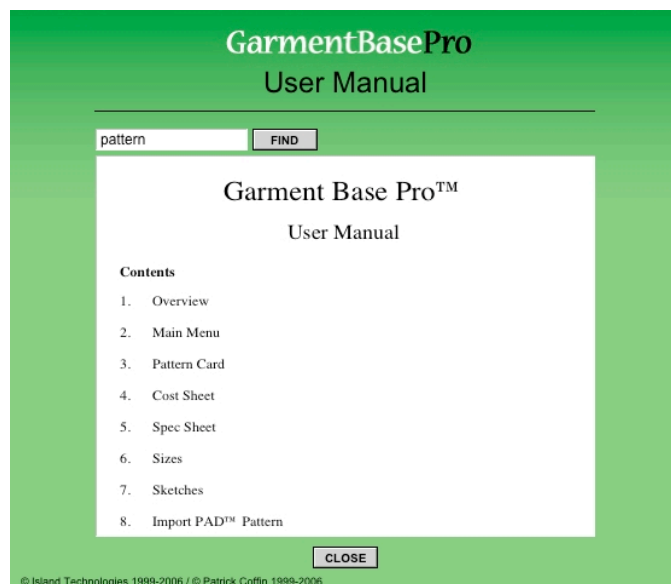 GarmentBasePro
User Manual
pattern FIND
Garment Base Pro™
User Manual
Contents
1. Overview
2. Main Menu
3. Pattern Card
4. Cost Sheet
5. Spec Sheet
6. Sizes
7. Sketches
8. Import PAD™ Pattern
CLOSE
© Island Technologies 1999-2006 / © Patrick Coffin 1999-2006